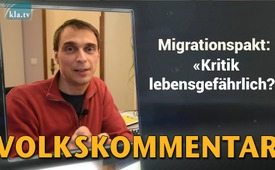 kla.tv
Migrationspakt:
«Kritik
lebensgefährlich?
VOLKSKOMMENTAR